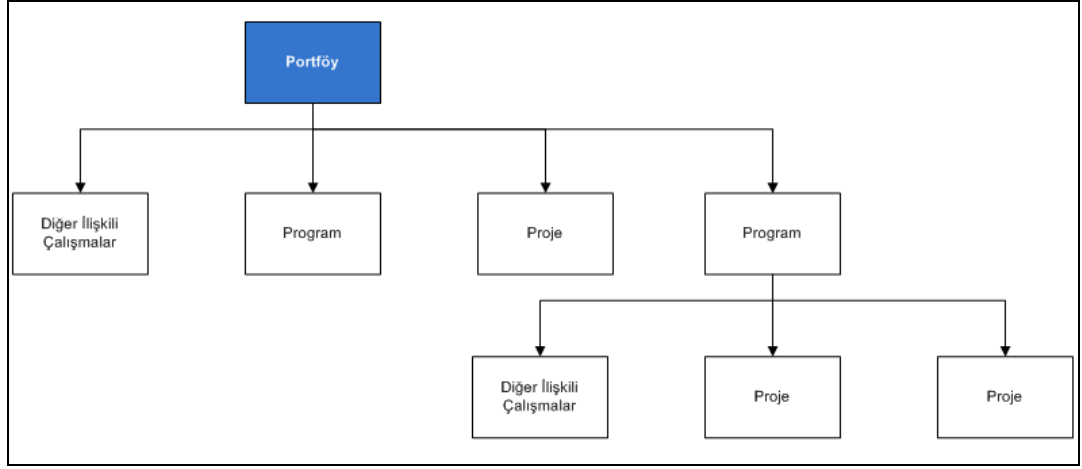 Portföy
Diğer İlişkili
Çalışmalar
Program
Proje
Program
Diğer İlişkili
Çalışmalar
Proje
Proje